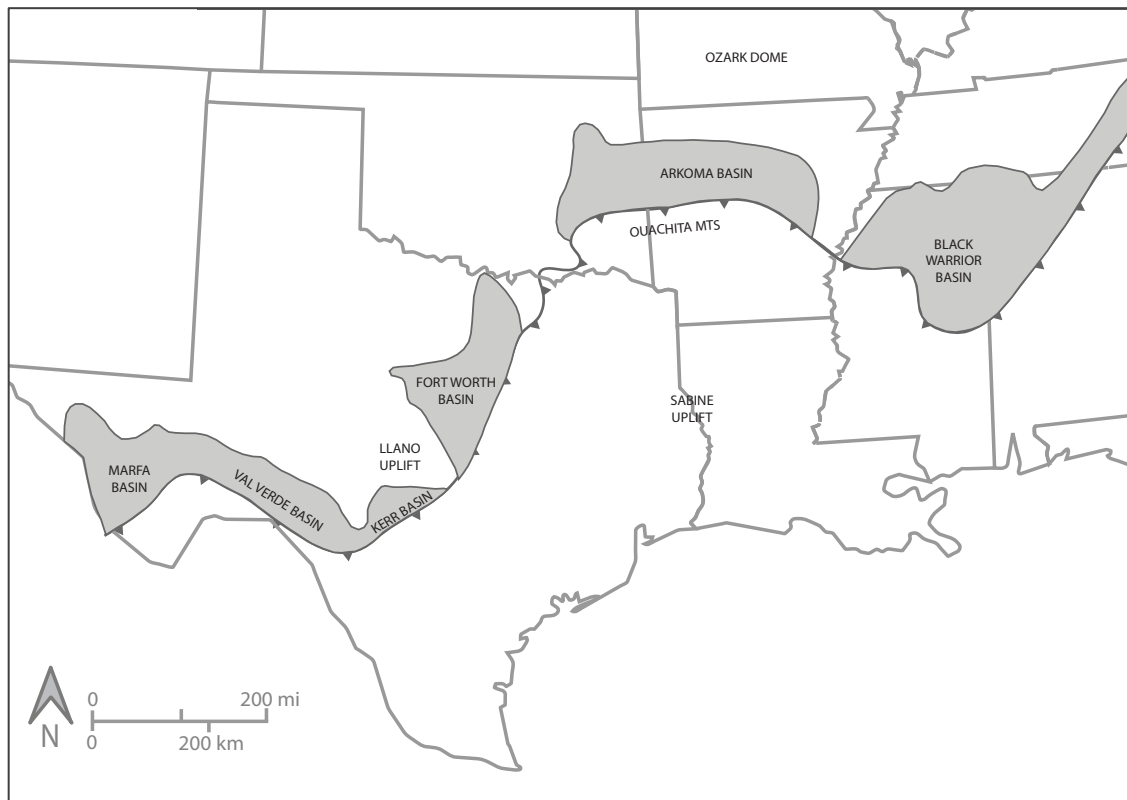 OZARK DOME
ARKOMA BASIN
OUACHITA MTS
BLACK
WARRIOR
BASIN
FORT WORTH
BASIN
SABINE
UPLIFT
LLANO
UPLIFT
MARFA
BASIN
VAL VERDE BASIN
KERR BASIN
0
200 mi
N
0
200 km